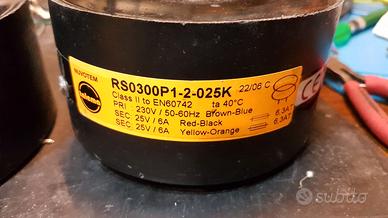 NUVOTEM
RS0300P1-2-025K 22/06 C
Class II to EN60742 ta 40°C
PRI : 230V / 50-60Hz Brown-Blue
SEC : 25V / 6A Red-Black 6,3AT
SEC : 25V / 6A Yellow-Orange 6,3AT
CE
subito